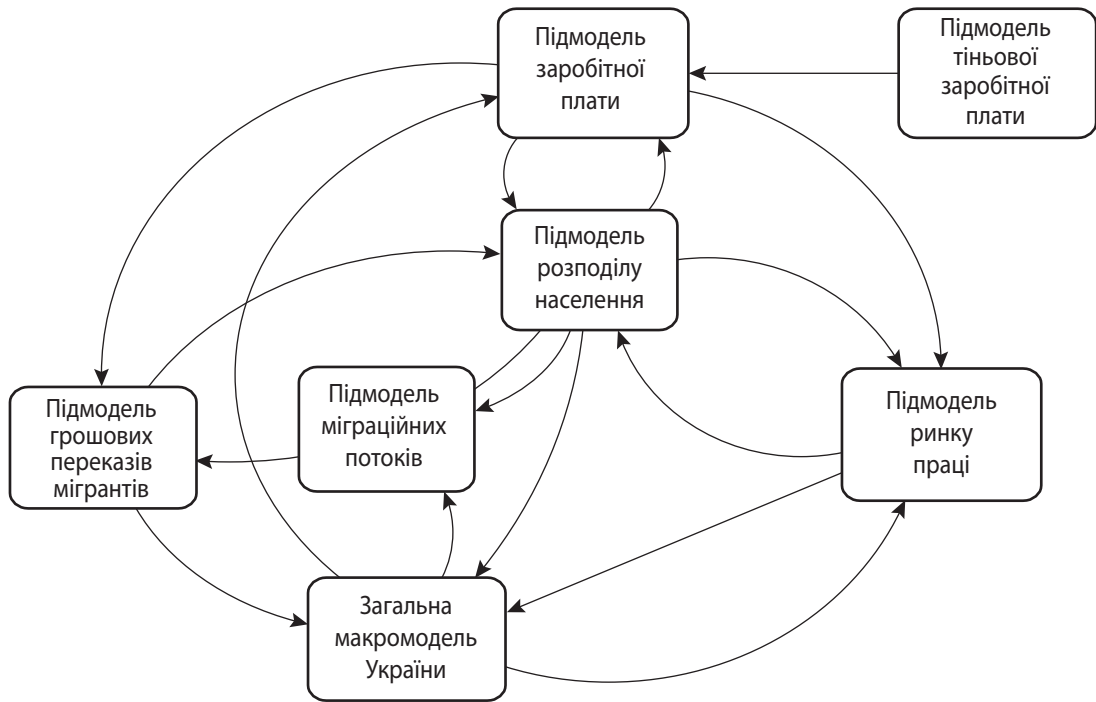 Підмодель
заробітної
плати
Підмодель
тіньової
заробітної
плати
Підмодель
розподілу
населення
Підмодель
грошових
переказів
мігрантів
Підмодель
міграційних
потоків
Підмодель
ринку
праці
Загальна
макромодель
України